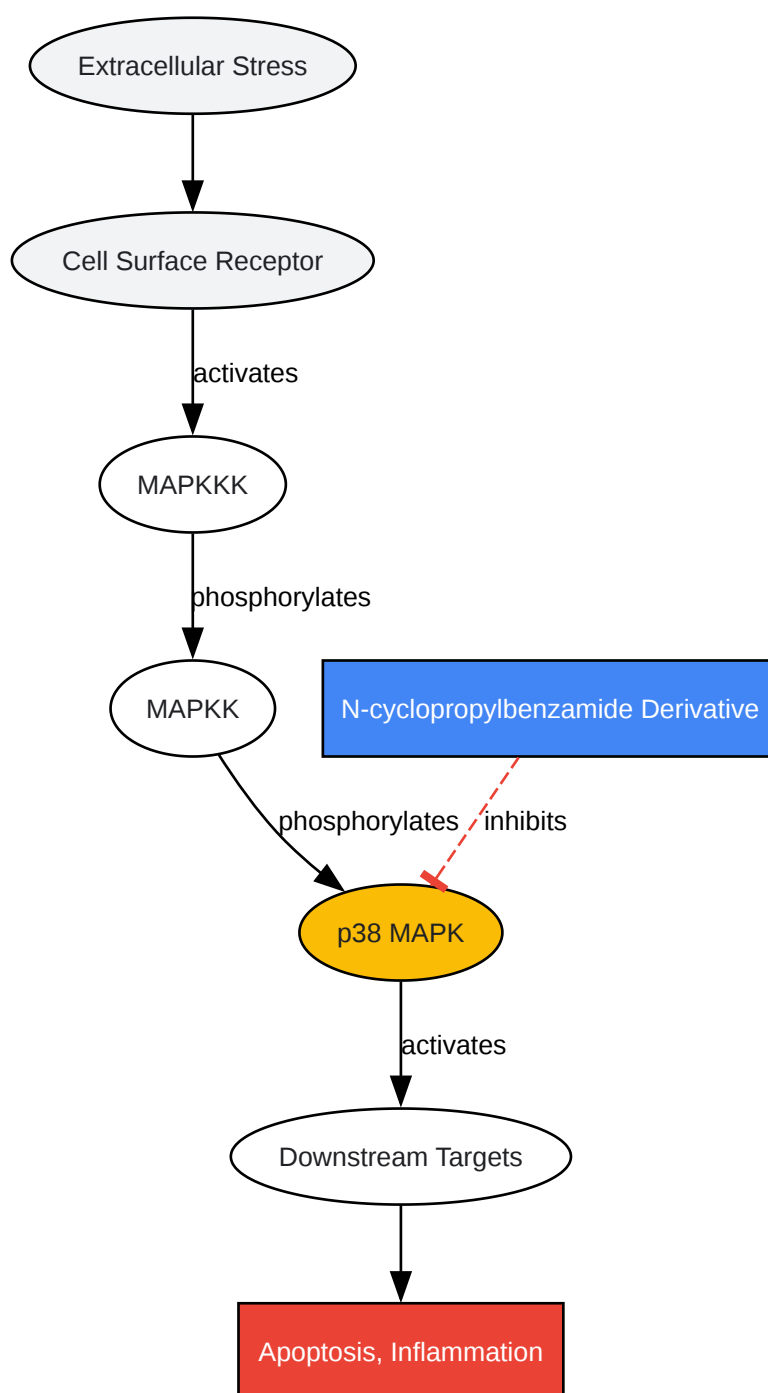 Extracellular Stress
Cell Surface Receptor
activates
MAPKKK
phosphorylates
MAPKK
N-cyclopropylbenzamide Derivative
phosphorylates
inhibits
p38 MAPK
activates
Downstream Targets
Apoptosis, Inflammation